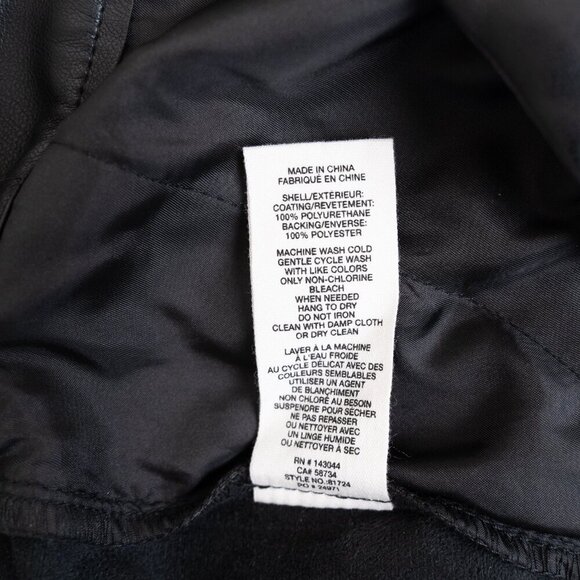 MADE IN CHINA
FABRIQUÉ EN CHINE
SHELL/EXTÉRIEUR:
COATING/REVETEMENT:
100% POLYURETHANE
BACKING/ENVERSE:
100% POLYESTER
MACHINE WASH COLD
GENTLE CYCLE WASH
WITH LIKE COLORS
ONLY NON-CHLORINE
BLEACH
WHEN NEEDED
HANG TO DRY
DO NOT IRON
CLEAN WITH DAMP CLOTH
OR DRY CLEAN
LAVER À LA MACHINE
À L'EAU FROIDE
AU CYCLE DÉLICAT AVEC DES
COULEURS SEMBLABLES
UTILISER UN AGENT
DE BLANCHIMENT
NON CHLORÉ AU BESOIN
SUSPENDRE POUR SÉCHER
NE PAS REPASSER
OU NETTOYER AVEC
UN LINGE HUMIDE
OU NETTOYER À SEC
RN # 143044
CA# 58734
STYLE NO.:81724
PO # 24971